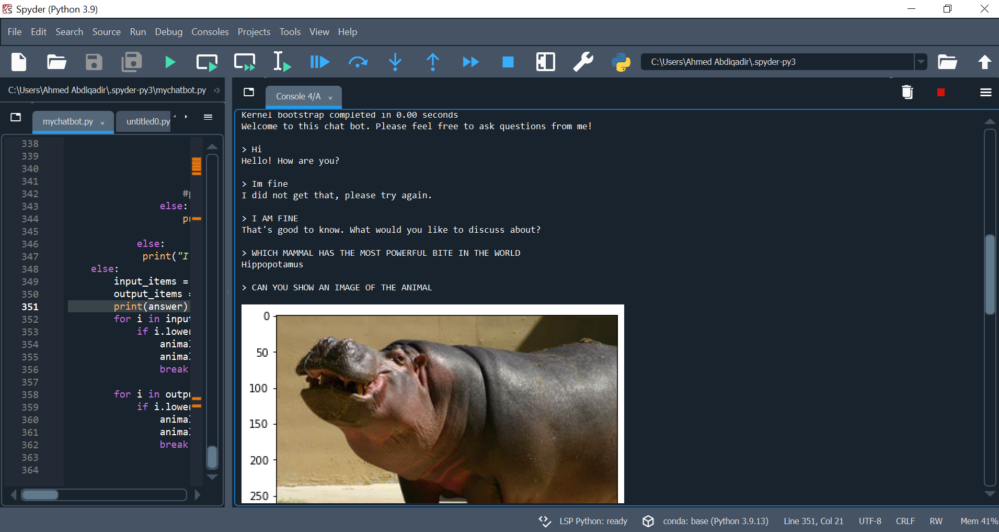 Spyder (Python 3.9)
File Edit Search Source Run Debug Consoles Projects Tools View Help
C:\Users\Ahmed Abdiqadir\.spyder-py3
C:\Users\Ahmed Abdiqadir\.spyder-py3\mychatbot.py
mychatbot.py
untitled0.py
338
339
340
341
342 #
343 else:
344
345
346 else:
347 print("I
348 else:
349 input_items =
350 output_items
351 print(answer)
352 for i in input
353 if i.lower
354 animal
355 animal
356 break
357
358 for i in outpu
359 if i.lower
360 animal
361 animal
362 break
363
364
Console 4/A
Kernel bootstrap completed in 0.00 seconds
Welcome to this chat bot. Please feel free to ask questions from me!
> Hi
Hello! How are you?
> Im fine
I did not get that, please try again.
> I AM FINE
That's good to know. What would you like to discuss about?
> WHICH MAMMAL HAS THE MOST POWERFUL BITE IN THE WORLD
Hippopotamus
> CAN YOU SHOW AN IMAGE OF THE ANIMAL
0
50
100
150
200
250
LSP Python: ready conda: base (Python 3.9.13) Line 351, Col 21 UTF-8 CRLF RW Mem 41%